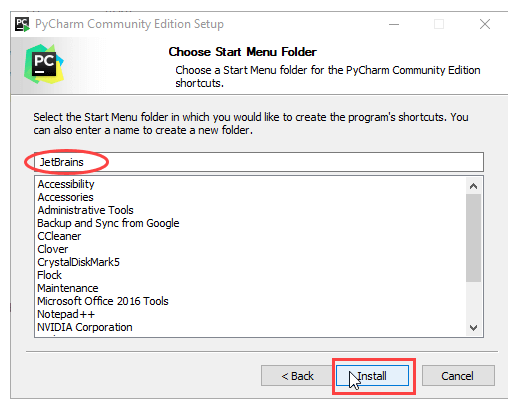 PyCharm Community Edition Setup
PC
Choose Start Menu Folder
Choose a Start Menu folder for the PyCharm Community Edition
shortcuts.
Select the Start Menu folder in which you would like to create the program's shortcuts. You
can also enter a name to create a new folder.
JetBrains
Accessibility
Accessories
Administrative Tools
Backup and Sync from Google
CCleaner
Clover
CrystalDiskMark5
Flock
Maintenance
Microsoft Office 2016 Tools
Notepad++
NVIDIA Corporation
< Back Install Cancel